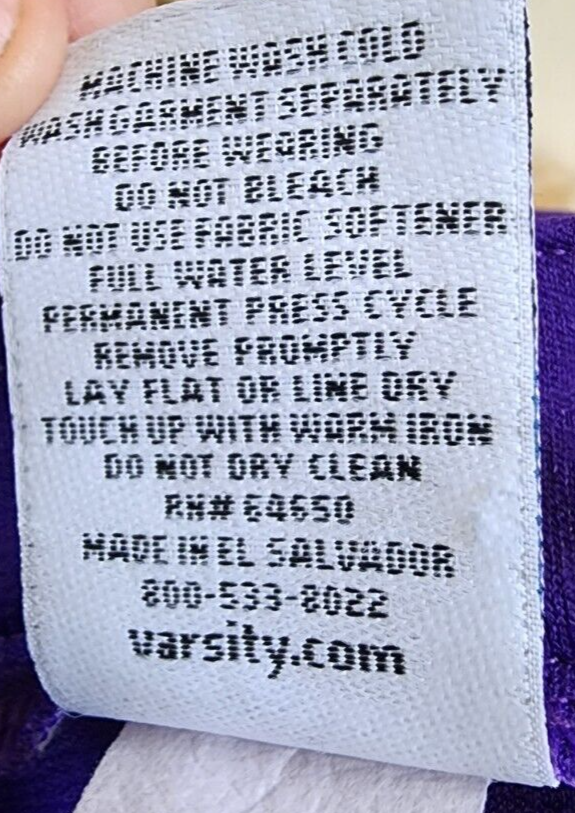 MACHINE WASH COLD
WASH GARMENT SEPARATELY
BEFORE WEARING
DO NOT BLEACH
DO NOT USE FABRIC SOFTENER
FULL WATER LEVEL
PERMANENT PRESS CYCLE
REMOVE PROMPTLY
LAY FLAT OR LINE DRY
TOUCH UP WITH WARM IRON
DO NOT DRY CLEAN
RN# 64650
MADE IN EL SALVADOR
800-533-8022
varsity.com